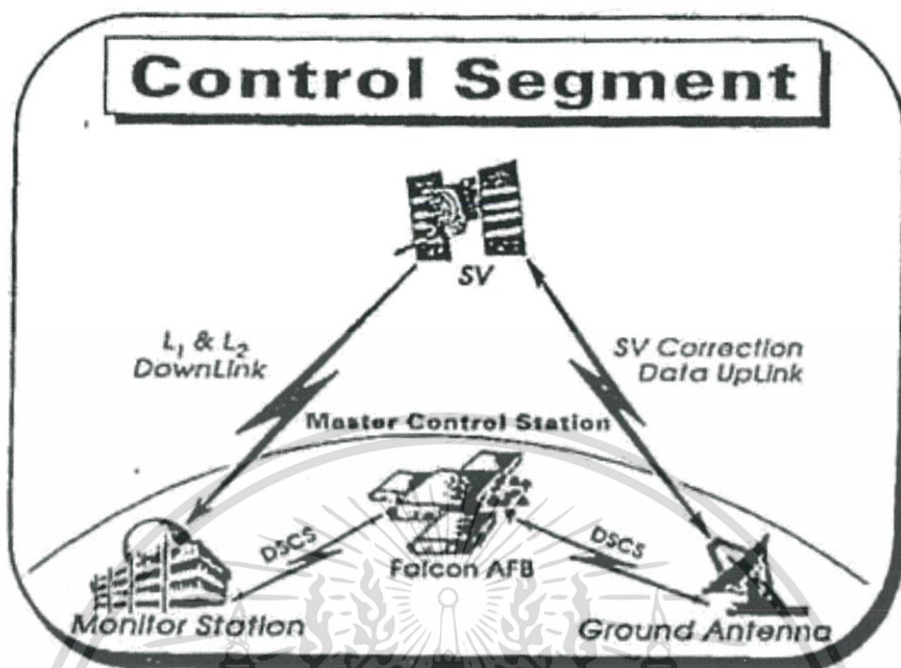 Control Segment
SV
L₁ & L₂
DownLink
SV Correction
Data UpLink
Master Control Station
DSCS
DSCS
Falcon AFB
Monitor Station
Ground Antenna